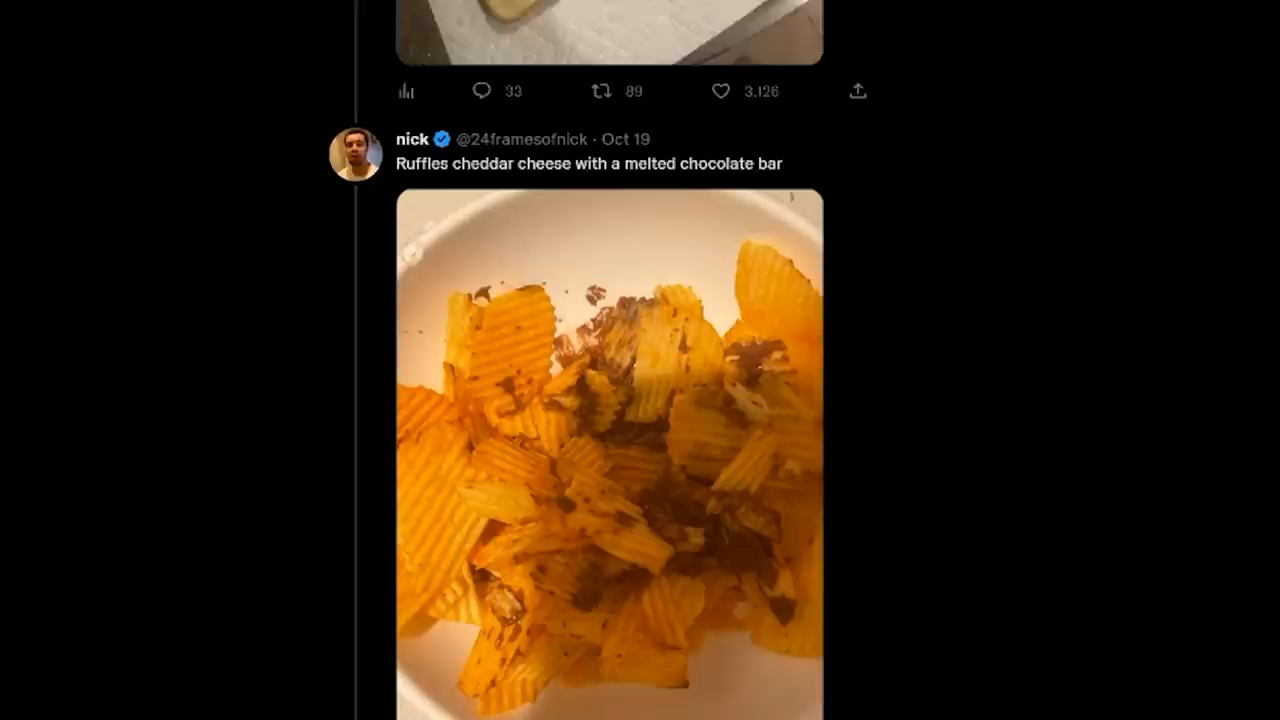 33 89 3.126
nick @24framesofnick · Oct 19
Ruffles cheddar cheese with a melted chocolate bar